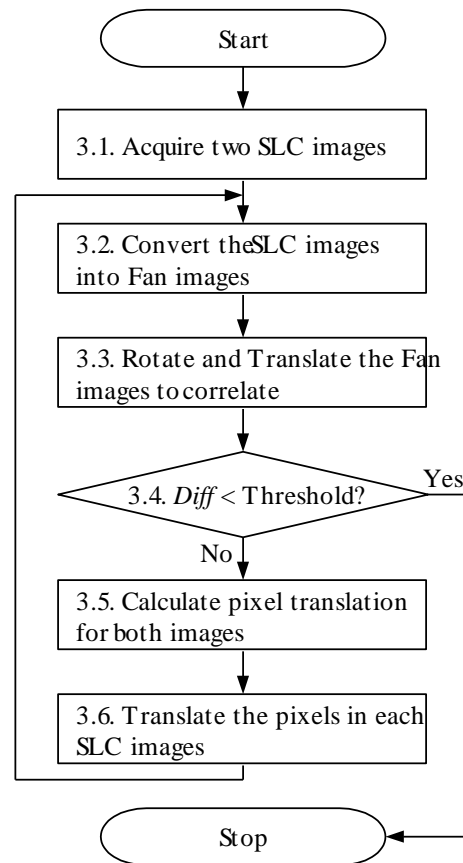 Start
3.1. Acquire two SLC images
3.2. Convert the SLC images
into Fan images
3.3. Rotate and Translate the Fan
images to correlate
3.4. Diff < Threshold?
Yes
No
3.5. Calculate pixel translation
for both images
3.6. Translate the pixels in each
SLC images
Stop